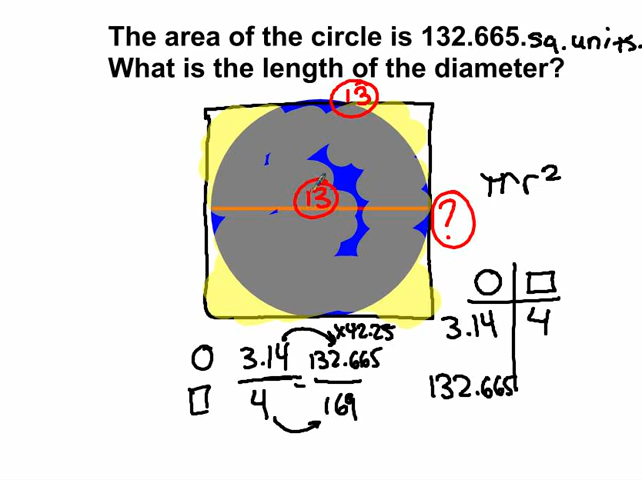 The area of the circle is 132.665. sq. units.
What is the length of the diameter?
13
13
?
πr²
○ □
3.14 4
132.665
×42.25
○ 3.14 = 132.665
□ 4 169